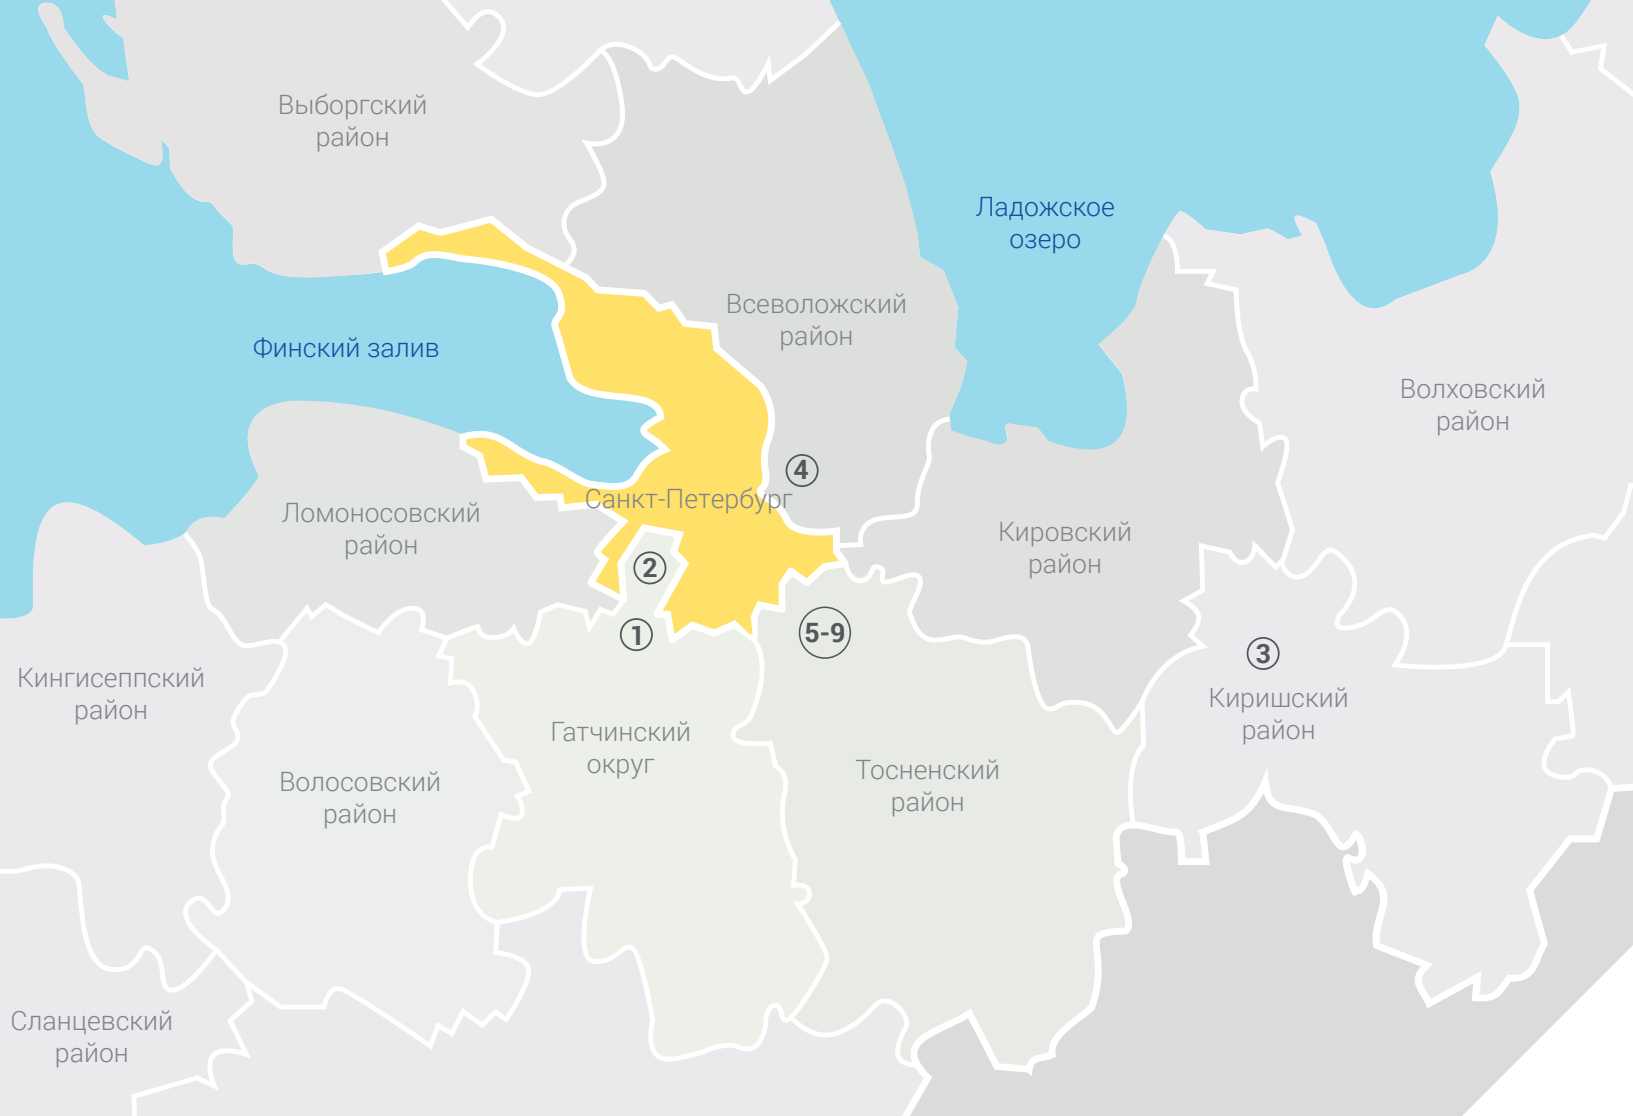 Выборгский
район
Ладожское
озеро
Всеволожский
район
Финский залив
Волховский
район
4
Санкт-Петербург
Ломоносовский
район
Кировский
район
2
1
5-9
3
Кингисеппский
район
Киришский
район
Гатчинский
округ
Тосненский
район
Волосовский
район
Сланцевский
район